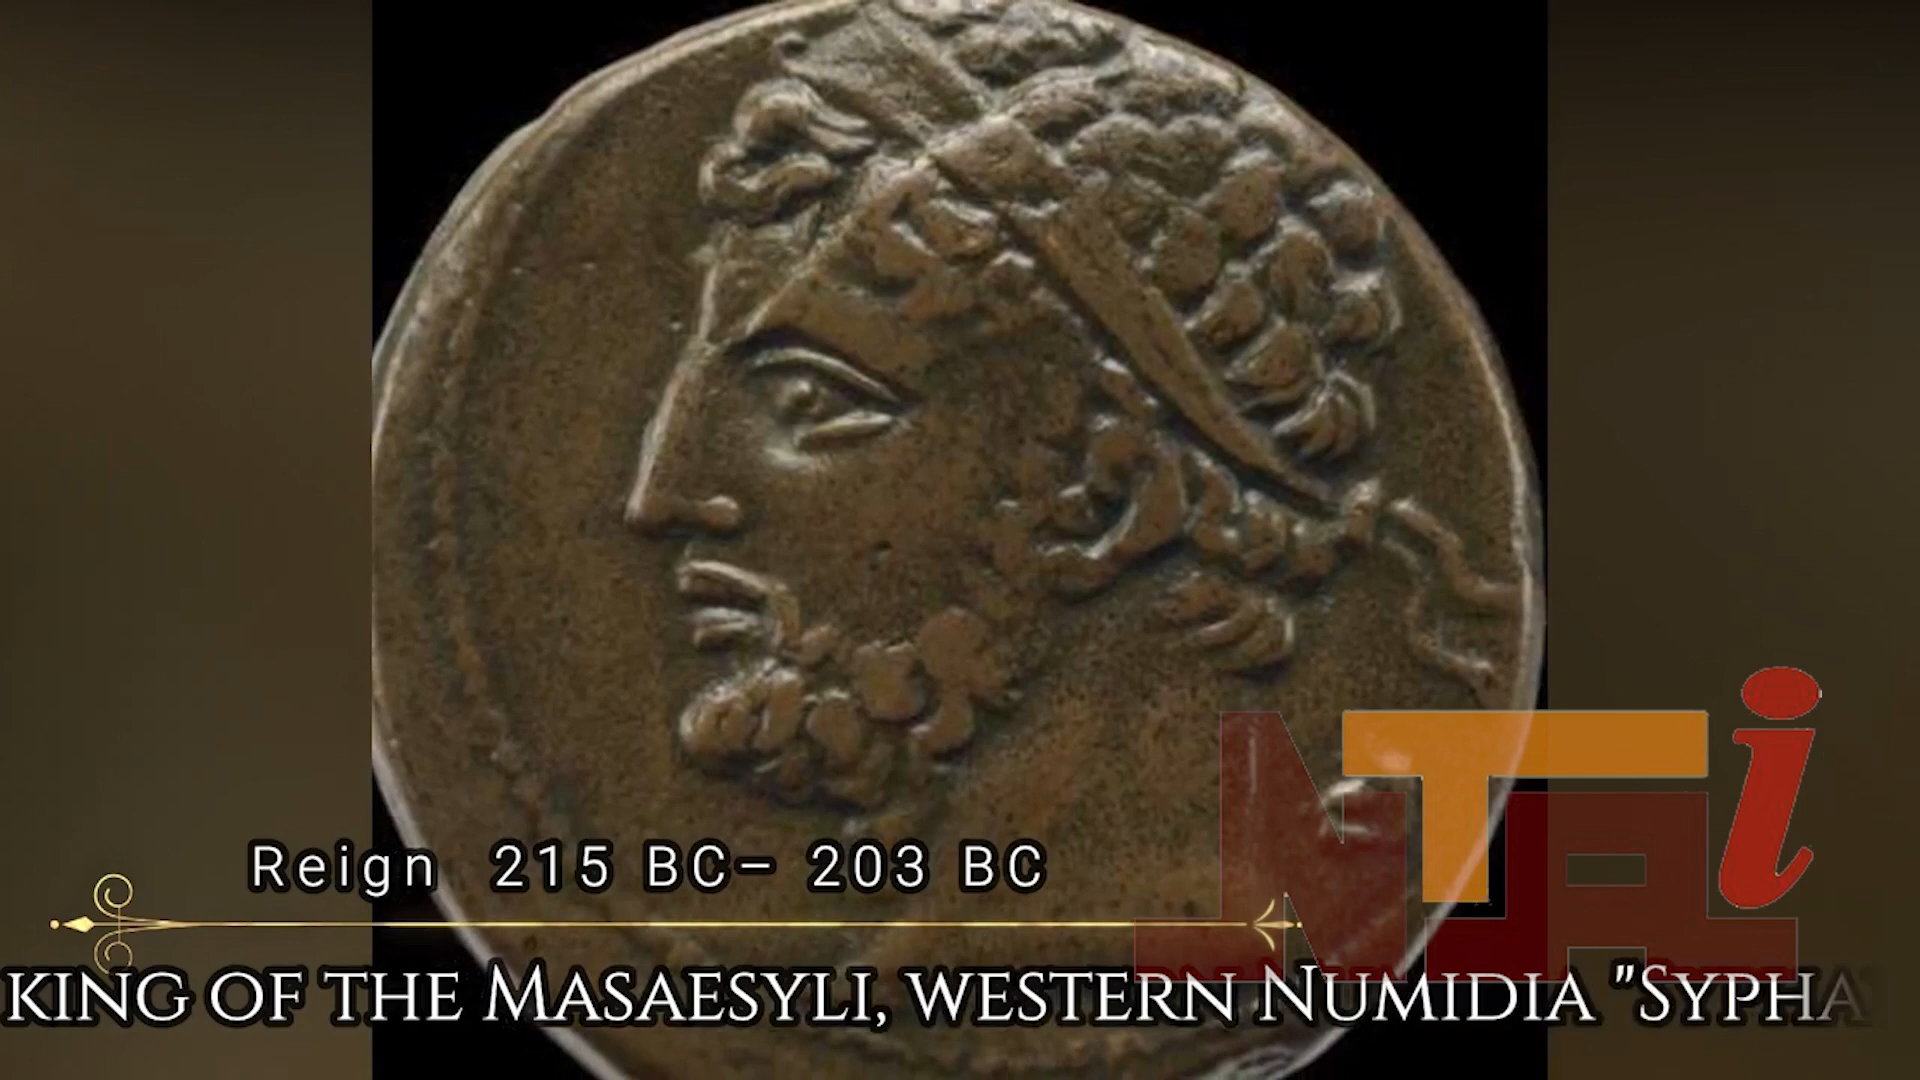 Reign 215 BC– 203 BC
KING OF THE MASAESYLI, WESTERN NUMIDIA "SYPHA